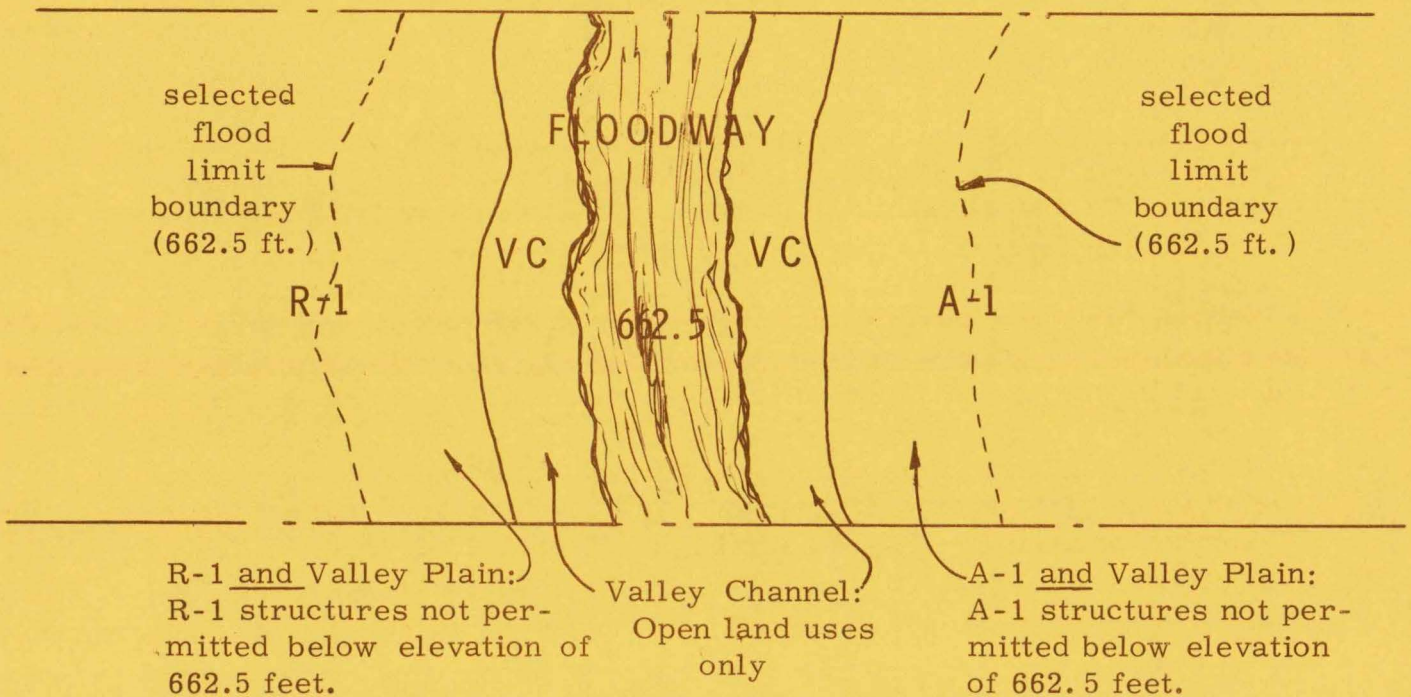 selected
flood
limit
boundary
(662.5 ft.)
FLOODWAY
selected
flood
limit
boundary
(662.5 ft.)
VC
VC
R-1
662.5
A-1
R-1 and Valley Plain:
R-1 structures not per-
mitted below elevation of
662.5 feet.
Valley Channel:
Open land uses
only
A-1 and Valley Plain:
A-1 structures not per-
mitted below elevation
of 662.5 feet.